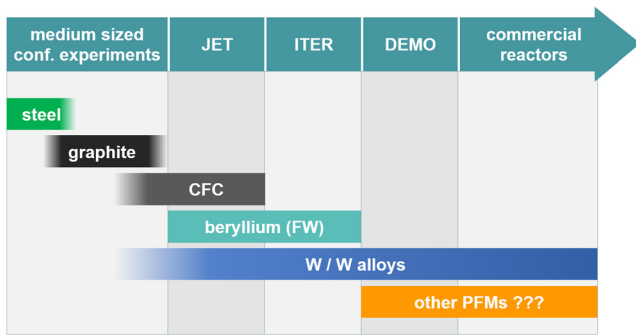 medium sized
conf. experiments
JET
ITER
DEMO
commercial
reactors
steel
graphite
CFC
beryllium (FW)
W / W alloys
other PFMs ???